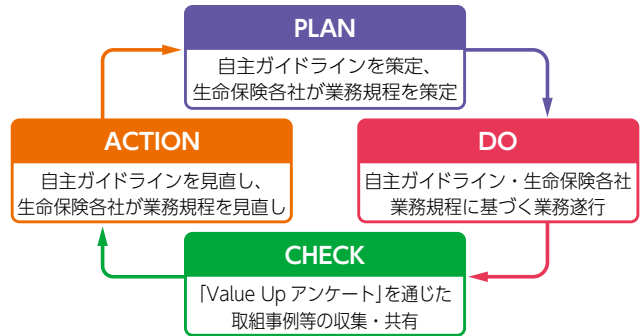 PLAN
自主ガイドラインを策定、
生命保険各社が業務規程を策定
DO
自主ガイドライン・生命保険各社
業務規程に基づく業務遂行
CHECK
「Value Up アンケート」を通じた
取組事例等の収集・共有
ACTION
自主ガイドラインを見直し、
生命保険各社が業務規程を見直し